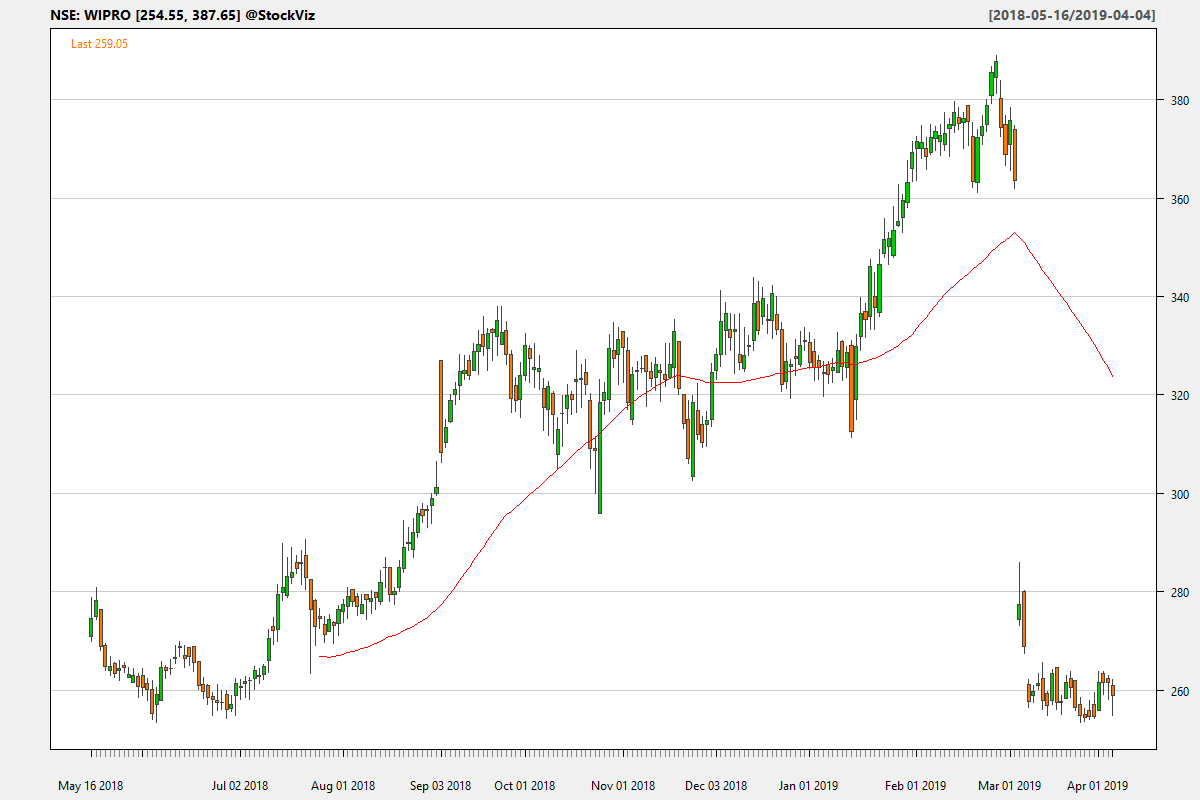 NSE: WIPRO [254.55, 387.65] @StockViz
[2018-05-16/2019-04-04]
Last 259.05
380
360
340
320
300
280
260
May 16 2018 Jul 02 2018 Aug 01 2018 Sep 03 2018 Oct 01 2018 Nov 01 2018 Dec 03 2018 Jan 01 2019 Feb 01 2019 Mar 01 2019 Apr 01 2019